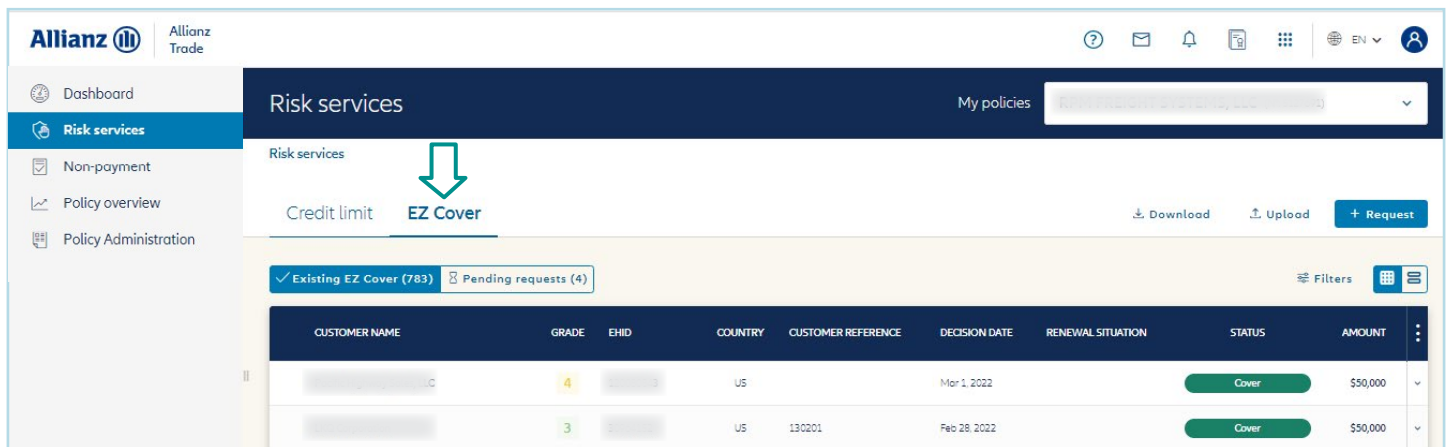 Allianz
Allianz
Trade
EN
Dashboard
Risk services
Non-payment
Policy overview
Policy Administration
Risk services
My policies
Risk services
Credit limit
EZ Cover
Download
Upload
+ Request
Existing EZ Cover (783)
Pending requests (4)
Filters
CUSTOMER NAME GRADE EHID COUNTRY CUSTOMER REFERENCE DECISION DATE RENEWAL SITUATION STATUS AMOUNT
4 US Mar 1, 2022 Cover $50,000
3 US 130201 Feb 28, 2022 Cover $50,000